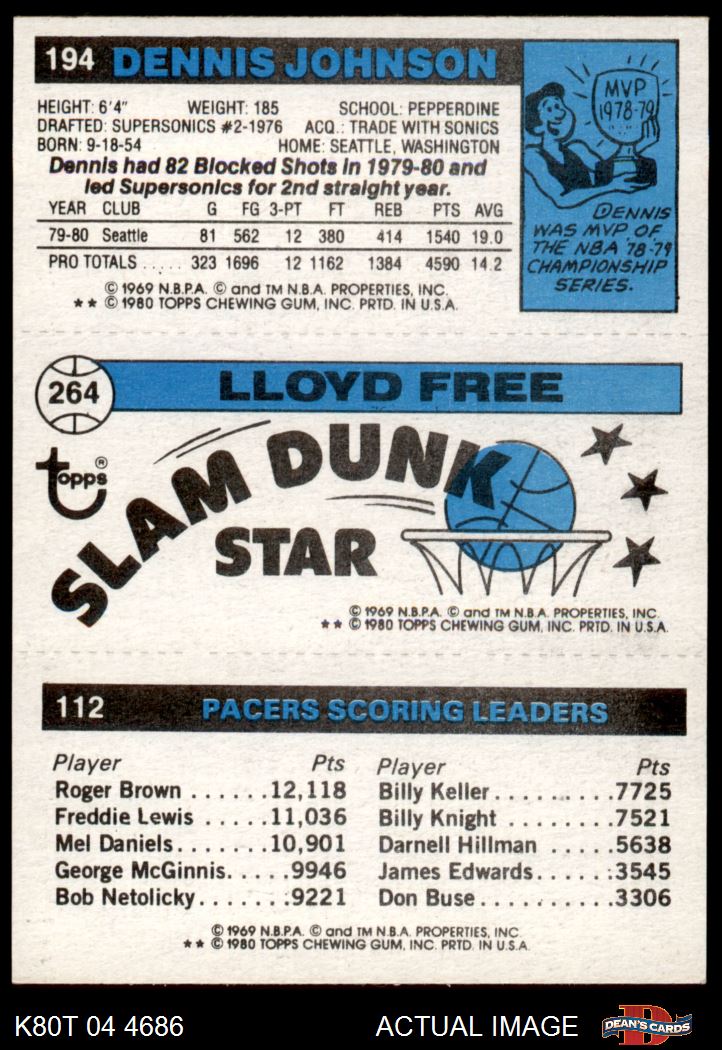 194 DENNIS JOHNSON
HEIGHT: 6'4" WEIGHT: 185 SCHOOL: PEPPERDINE
DRAFTED: SUPERSONICS #2-1976 ACQ.: TRADE WITH SONICS
BORN: 9-18-54 HOME: SEATTLE, WASHINGTON
Dennis had 82 Blocked Shots in 1979-80 and
led Supersonics for 2nd straight year.
YEAR CLUB G FG 3-PT FT REB PTS AVG
79-80 Seattle 81 562 12 380 414 1540 19.0
PRO TOTALS ..... 323 1696 12 1162 1384 4590 14.2
© 1969 N.B.P.A. © and TM N.B.A. PROPERTIES, INC.
★ ★ © 1980 TOPPS CHEWING GUM, INC. PRTD. IN U.S.A.
MVP
1978-79
DENNIS
WAS MVP OF
THE NBA '78-79
CHAMPIONSHIP
SERIES.
264 LLOYD FREE
topps®
SLAM DUNK
STAR
© 1969 N.B.P.A. © and TM N.B.A. PROPERTIES, INC.
★ ★ © 1980 TOPPS CHEWING GUM, INC. PRTD. IN U.S.A.
112 PACERS SCORING LEADERS
Player Pts Player Pts
Roger Brown ......12,118 Billy Keller..........7725
Freddie Lewis .....11,036 Billy Knight .........7521
Mel Daniels.......10,901 Darnell Hillman .....5638
George McGinnis.....9946 James Edwards......3545
Bob Netolicky.......9221 Don Buse ..........3306
© 1969 N.B.P.A. © and TM N.B.A. PROPERTIES, INC.
★ ★ © 1980 TOPPS CHEWING GUM, INC. PRTD. IN U.S.A.
K80T 04 4686 ACTUAL IMAGE D DEAN'S CARDS